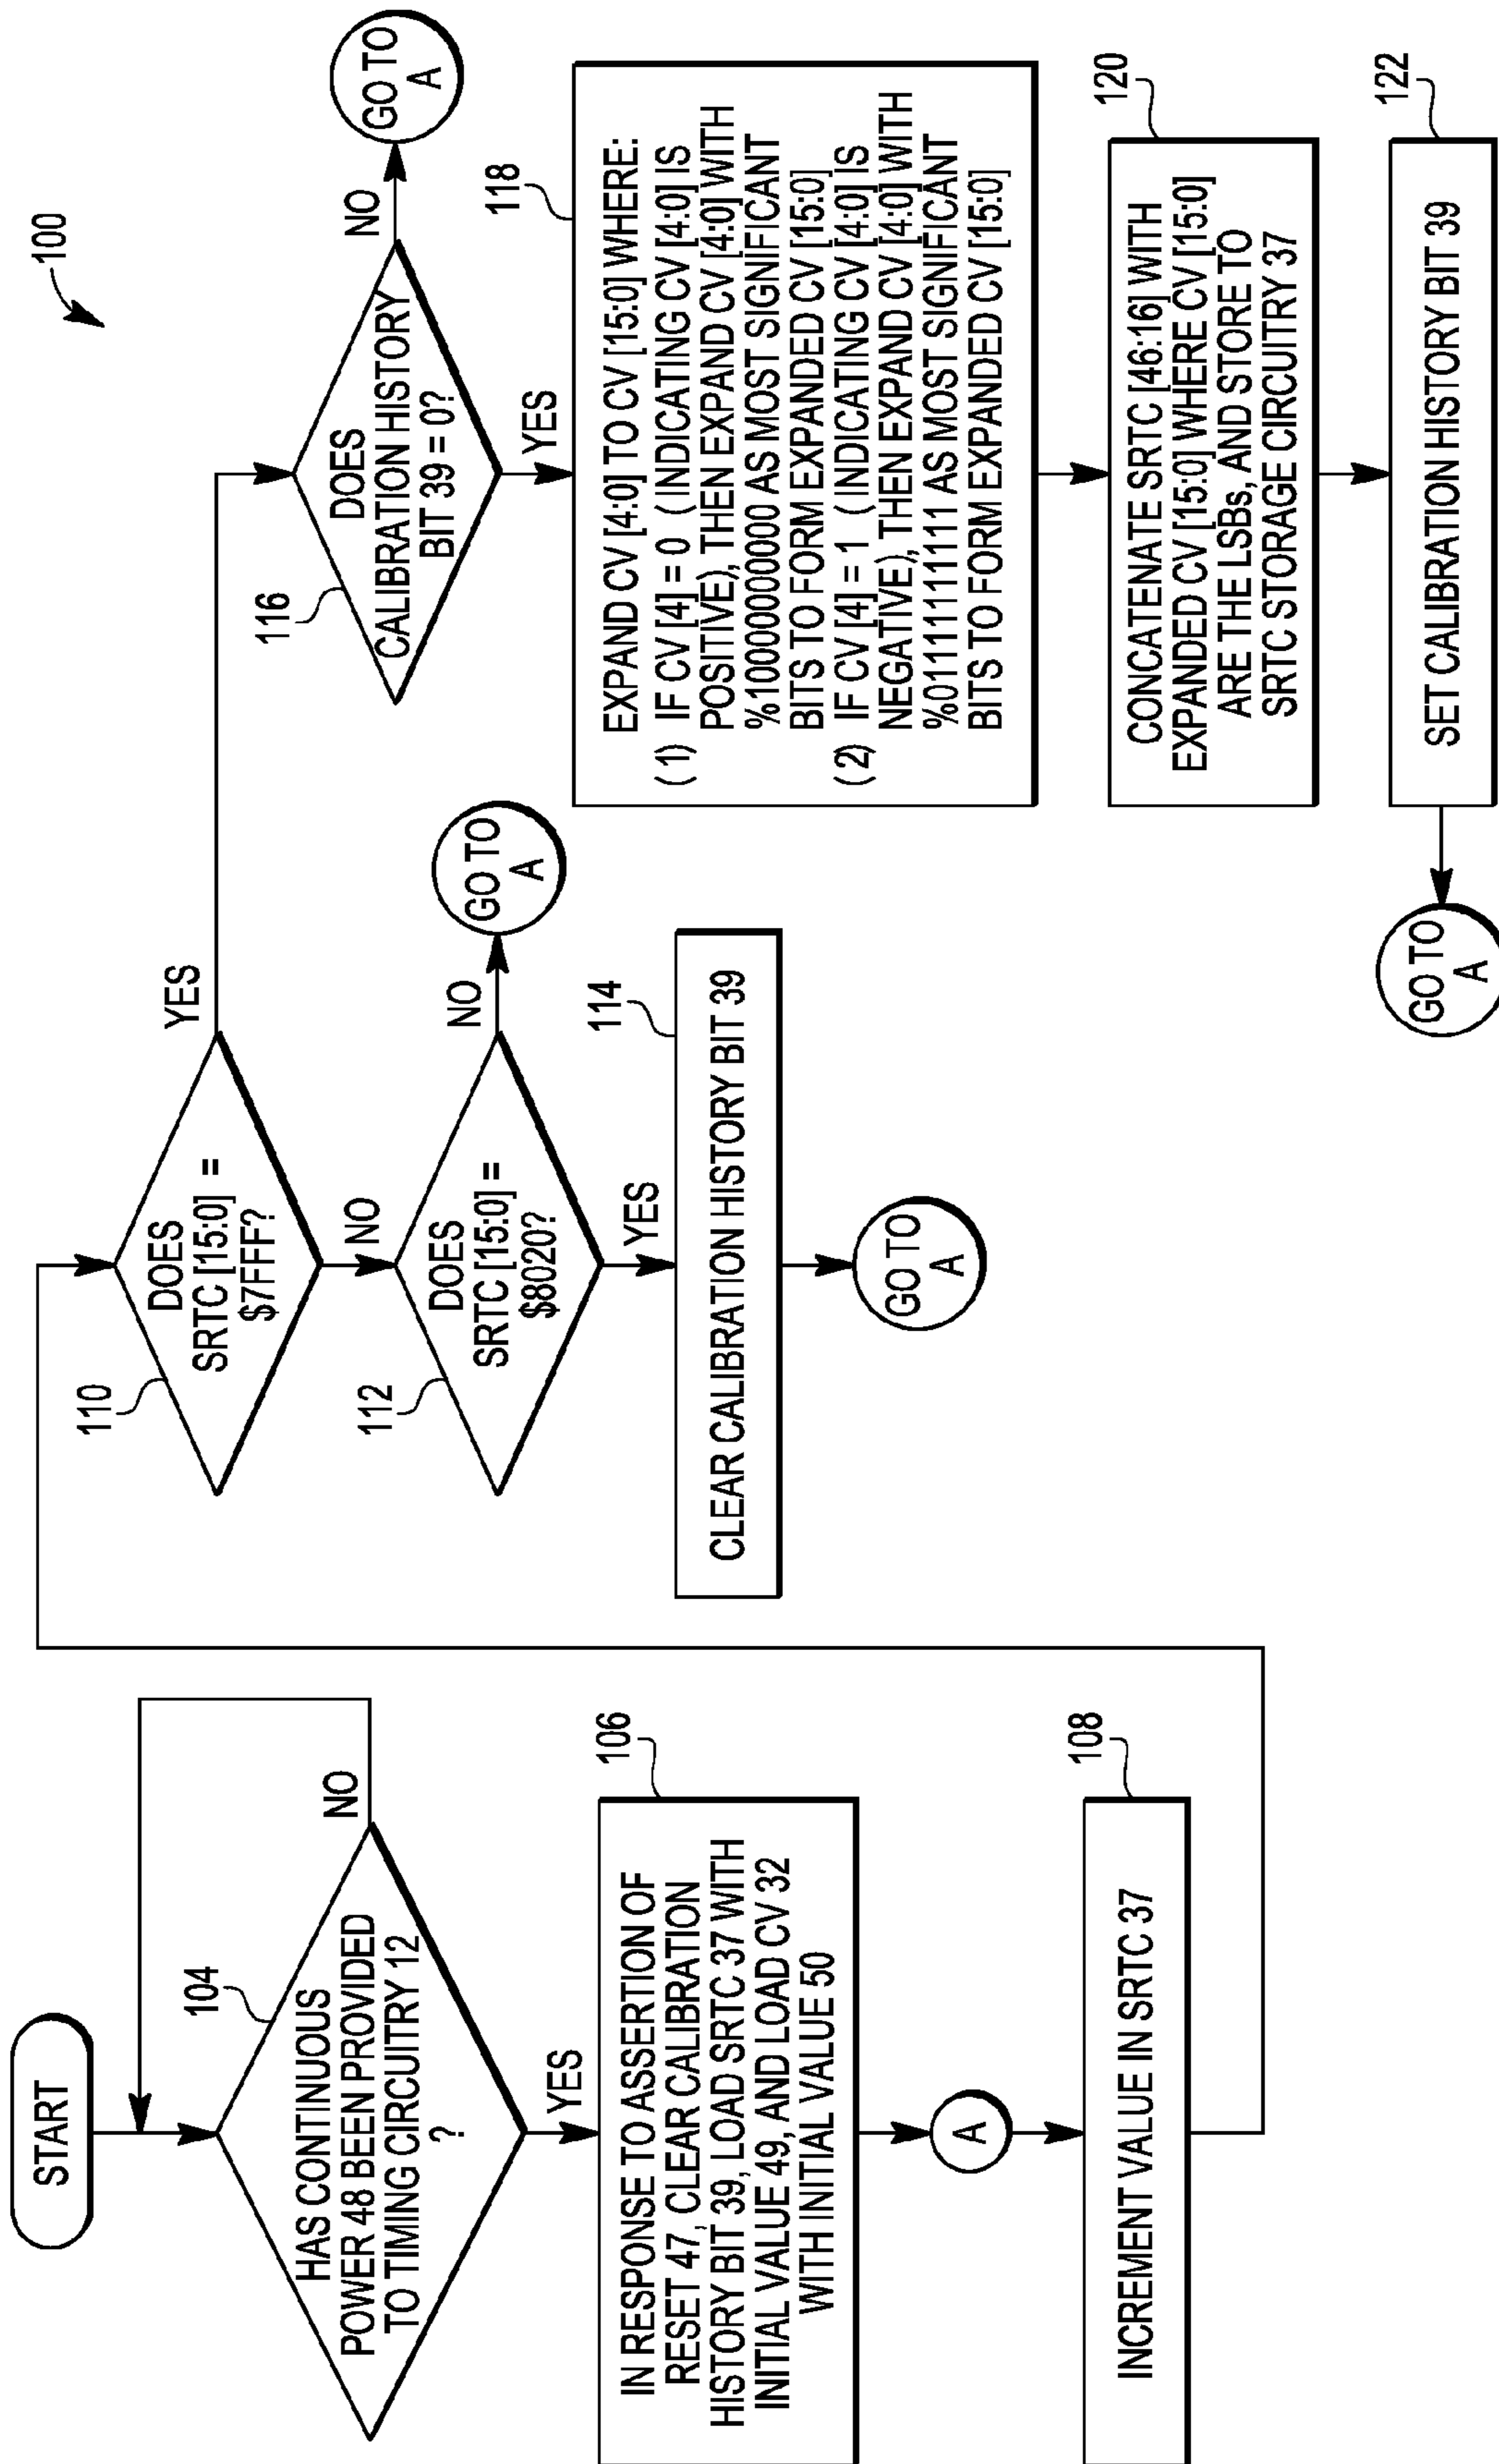 100
START
104
HAS CONTINUOUS
POWER 48 BEEN PROVIDED
TO TIMING CIRCUITRY 12
?
NO
YES
106
IN RESPONSE TO ASSERTION OF
RESET 47, CLEAR CALIBRATION
HISTORY BIT 39, LOAD SRTC 37 WITH
INITIAL VALUE 49, AND LOAD CV 32
WITH INITIAL VALUE 50
A
108
INCREMENT VALUE IN SRTC 37
110
DOES
SRTC [15:0] =
$7FFF?
YES
NO
112
DOES
SRTC [15:0] =
$8020?
NO
GO TO
A
YES
114
CLEAR CALIBRATION HISTORY BIT 39
GO TO
A
116
DOES
CALIBRATION HISTORY
BIT 39 = 0?
NO
GO TO
A
YES
118
EXPAND CV [4:0] TO CV [15:0] WHERE:
(1) IF CV [4] = 0 (INDICATING CV [4:0] IS
POSITIVE), THEN EXPAND CV [4:0] WITH
%10000000000 AS MOST SIGNIFICANT
BITS TO FORM EXPANDED CV [15:0]
(2) IF CV [4] = 1 (INDICATING CV [4:0] IS
NEGATIVE), THEN EXPAND CV [4:0] WITH
%01111111111 AS MOST SIGNIFICANT
BITS TO FORM EXPANDED CV [15:0]
120
CONCATENATE SRTC [46:16] WITH
EXPANDED CV [15:0] WHERE CV [15:0]
ARE THE LSBs, AND STORE TO
SRTC STORAGE CIRCUITRY 37
122
SET CALIBRATION HISTORY BIT 39
GO TO
A